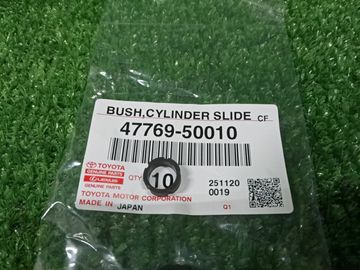 BUSH,CYLINDER SLIDE CF
47769-50010
TOYOTA
GENUINE PARTS
LEXUS
GENUINE PARTS
QTY
10
251120
0019
TOYOTA MOTOR CORPORATION
MADE IN JAPAN
Q1